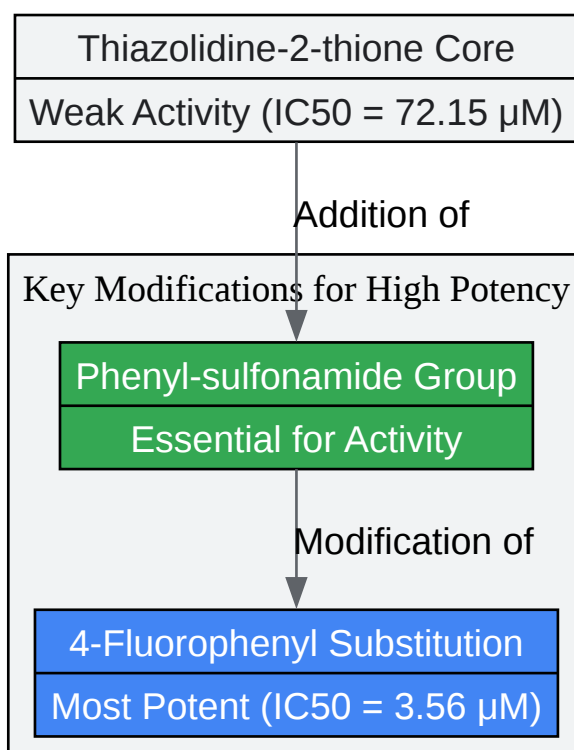 Thiazolidine-2-thione Core
Weak Activity (IC50 = 72.15 μM)
Addition of
Key Modifications for High Potency
Phenyl-sulfonamide Group
Essential for Activity
Modification of
4-Fluorophenyl Substitution
Most Potent (IC50 = 3.56 μM)